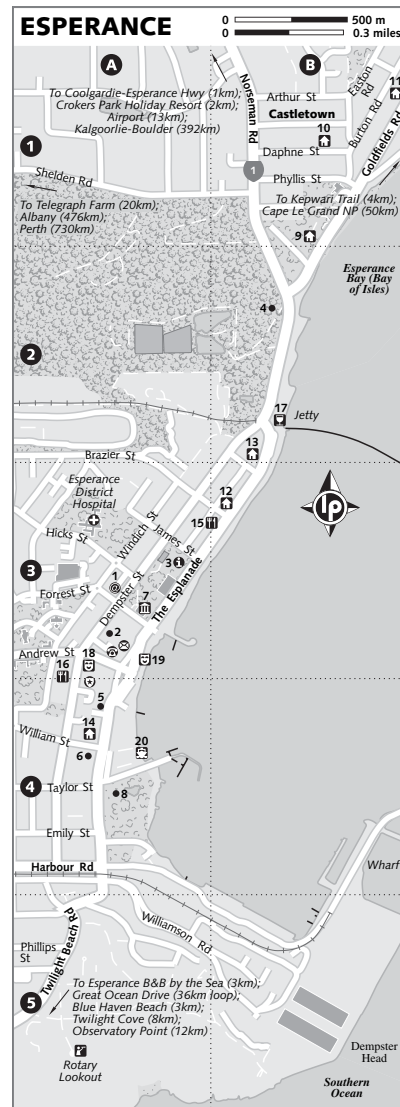 ESPERANCE
0 500 m
0 0.3 miles
A
B
11
Easton Rd
Norseman Rd
To Coolgardie-Esperance Hwy (1km);
Crokers Park Holiday Resort (2km);
Airport (13km);
Kalgoorlie-Boulder (392km)
Arthur St
Castletown
Burton Rd
Goldfields Rd
10
1
Daphne St
Shelden Rd
1
Phyllis St
To Telegraph Farm (20km);
Albany (476km);
Perth (730km)
To Kepwari Trail (4km);
Cape Le Grand NP (50km)
9
Esperance
Bay (Bay
of Isles)
4
2
17
Jetty
13
Brazier St
Esperance
District
Hospital
12
lp
Windich St
15
James St
Hicks St
3
3
1
Dempster St
The Esplanade
Forrest St
7
2
Andrew St
18
19
16
5
14
William St
20
6
4
Taylor St
8
Emily St
Harbour Rd
Wharf
Twilight Beach Rd
Williamson Rd
Phillips
St
5
To Esperance B&B by the Sea (3km);
Great Ocean Drive (36km loop);
Blue Haven Beach (3km);
Twilight Cove (8km);
Observatory Point (12km)
Rotary
Lookout
Dempster
Head
Southern
Ocean